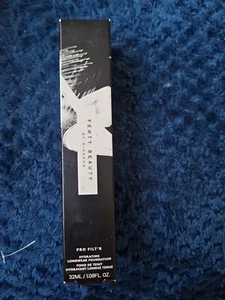 FENTY BEAUTY
BY RIHANNA
PRO FILT'R
HYDRATING
LONGWEAR FOUNDATION
FOND DE TEINT
HYDRATANT LONGUE TENUE
32ML / 1.08FL. OZ.